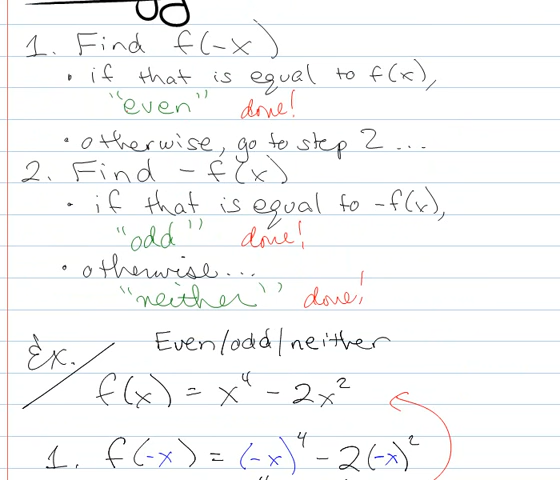 1. Find f(-x)
• if that is equal to f(x),
"even" done!
• otherwise, go to step 2 ...
2. Find -f(x)
• if that is equal to -f(x),
"odd" done!
• otherwise...
"neither" done!
Ex. Even/odd/neither
f(x) = x⁴ - 2x²
1. f(-x) = (-x)⁴ - 2(-x)²